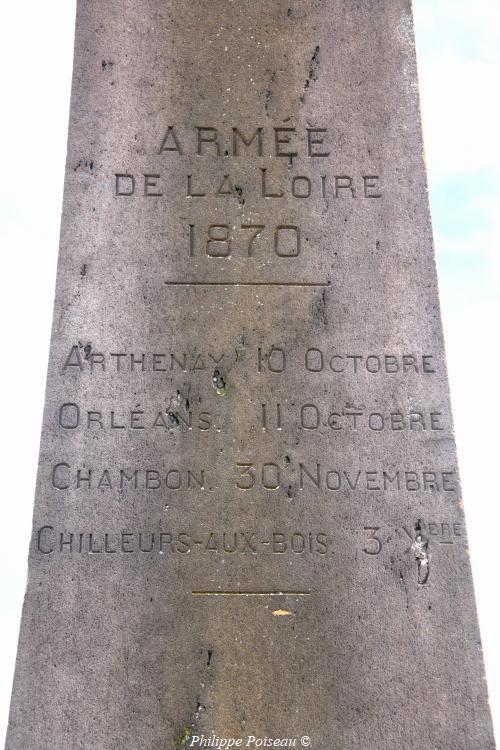 ARMÉE
DE LA LOIRE
1870
ARTHENAY 10 OCTOBRE
ORLÉANS. 11 OCTOBRE
CHAMBON. 30 NOVEMBRE
CHILLEURS-AUX-BOIS. 3 XBRE
Philippe Poiseau ©